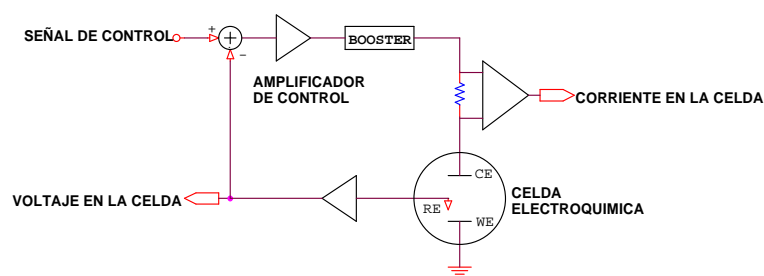 SEÑAL DE CONTROL
+
-
BOOSTER
AMPLIFICADOR
DE CONTROL
CORRIENTE EN LA CELDA
CE
RE
WE
CELDA
ELECTROQUIMICA
VOLTAJE EN LA CELDA